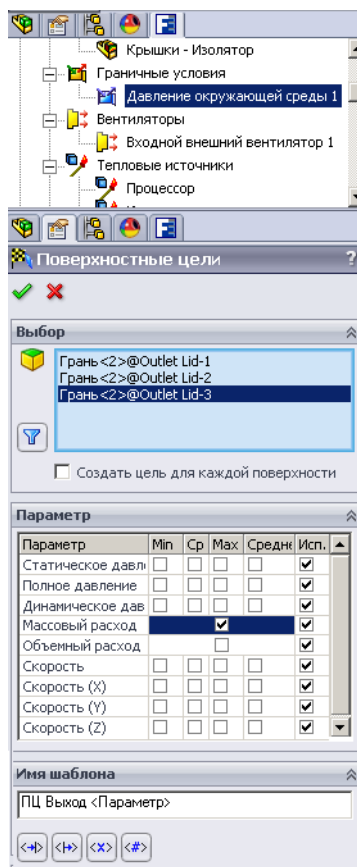 Крышки - Изолятор
Граничные условия
Давление окружающей среды 1
Вентиляторы
Входной внешний вентилятор 1
Тепловые источники
Процессор
Поверхностные цели ?
Выбор
Грань<2>@Outlet Lid-1
Грань<2>@Outlet Lid-2
Грань<2>@Outlet Lid-3
Создать цель для каждой поверхности
Параметр
Параметр Min Ср Max Средне Исп.
Статическое давл
Полное давление
Динамическое дав
Массовый расход
Объемный расход
Скорость
Скорость (X)
Скорость (Y)
Скорость (Z)
Имя шаблона
ПЦ Выход <Параметр>
<x> <#>